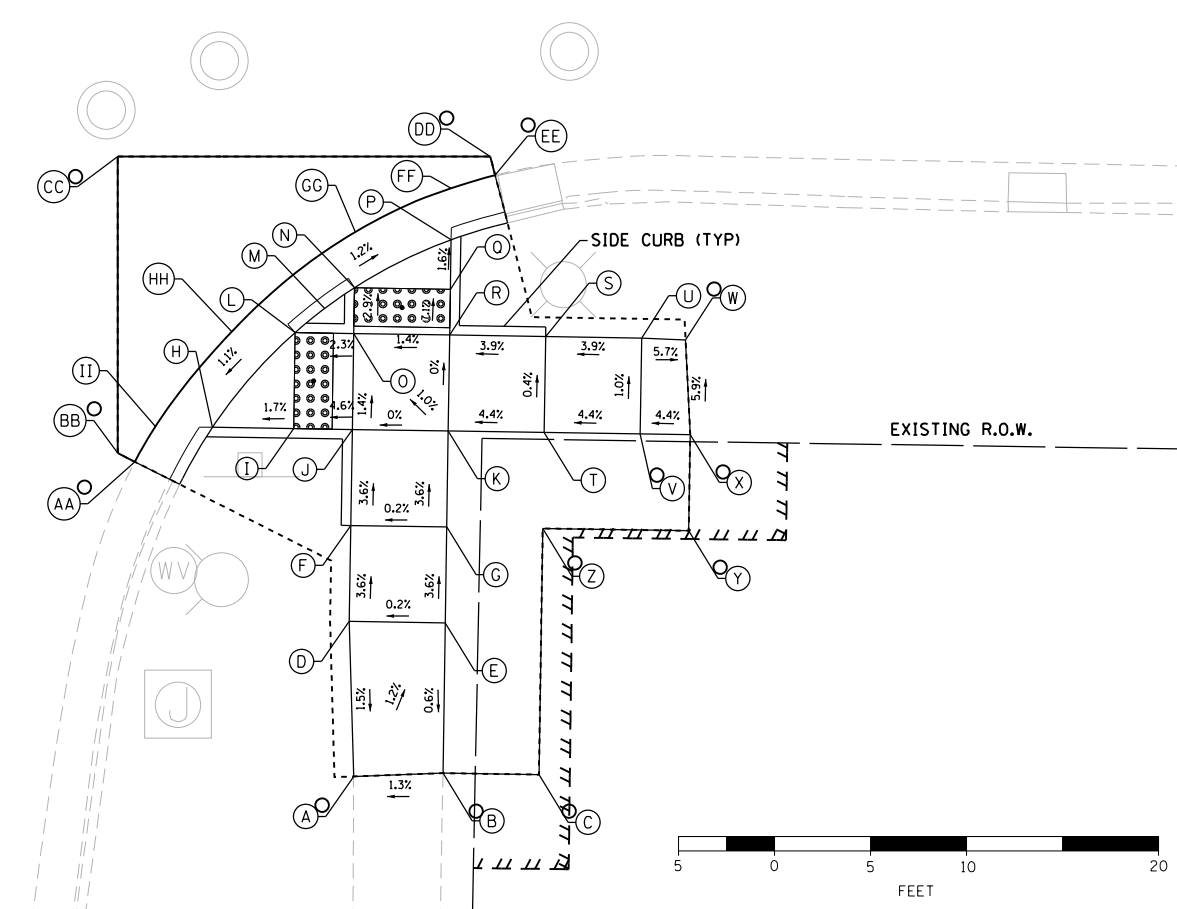 DD
EE
CC
FF
GG
P
N
Q
SIDE CURB (TYP)
M
1.2%
1.6%
HH
L
R
S
U
W
2.9%
H
1.1%
2.3%
1.4%
3.9%
3.9%
5.7%
II
O
0%
0.4%
1.0%
5.9%
BB
1.7%
4.6%
1.4%
0%
1.0%
4.4%
4.4%
4.4%
EXISTING R.O.W.
I
J
K
T
V
X
AA
3.6%
3.6%
0.2%
F
G
Z
Y
WV
3.6%
3.6%
0.2%
D
E
J
1.5%
1.2%
0.6%
A
1.3%
B
C
5
0
5
10
20
FEET